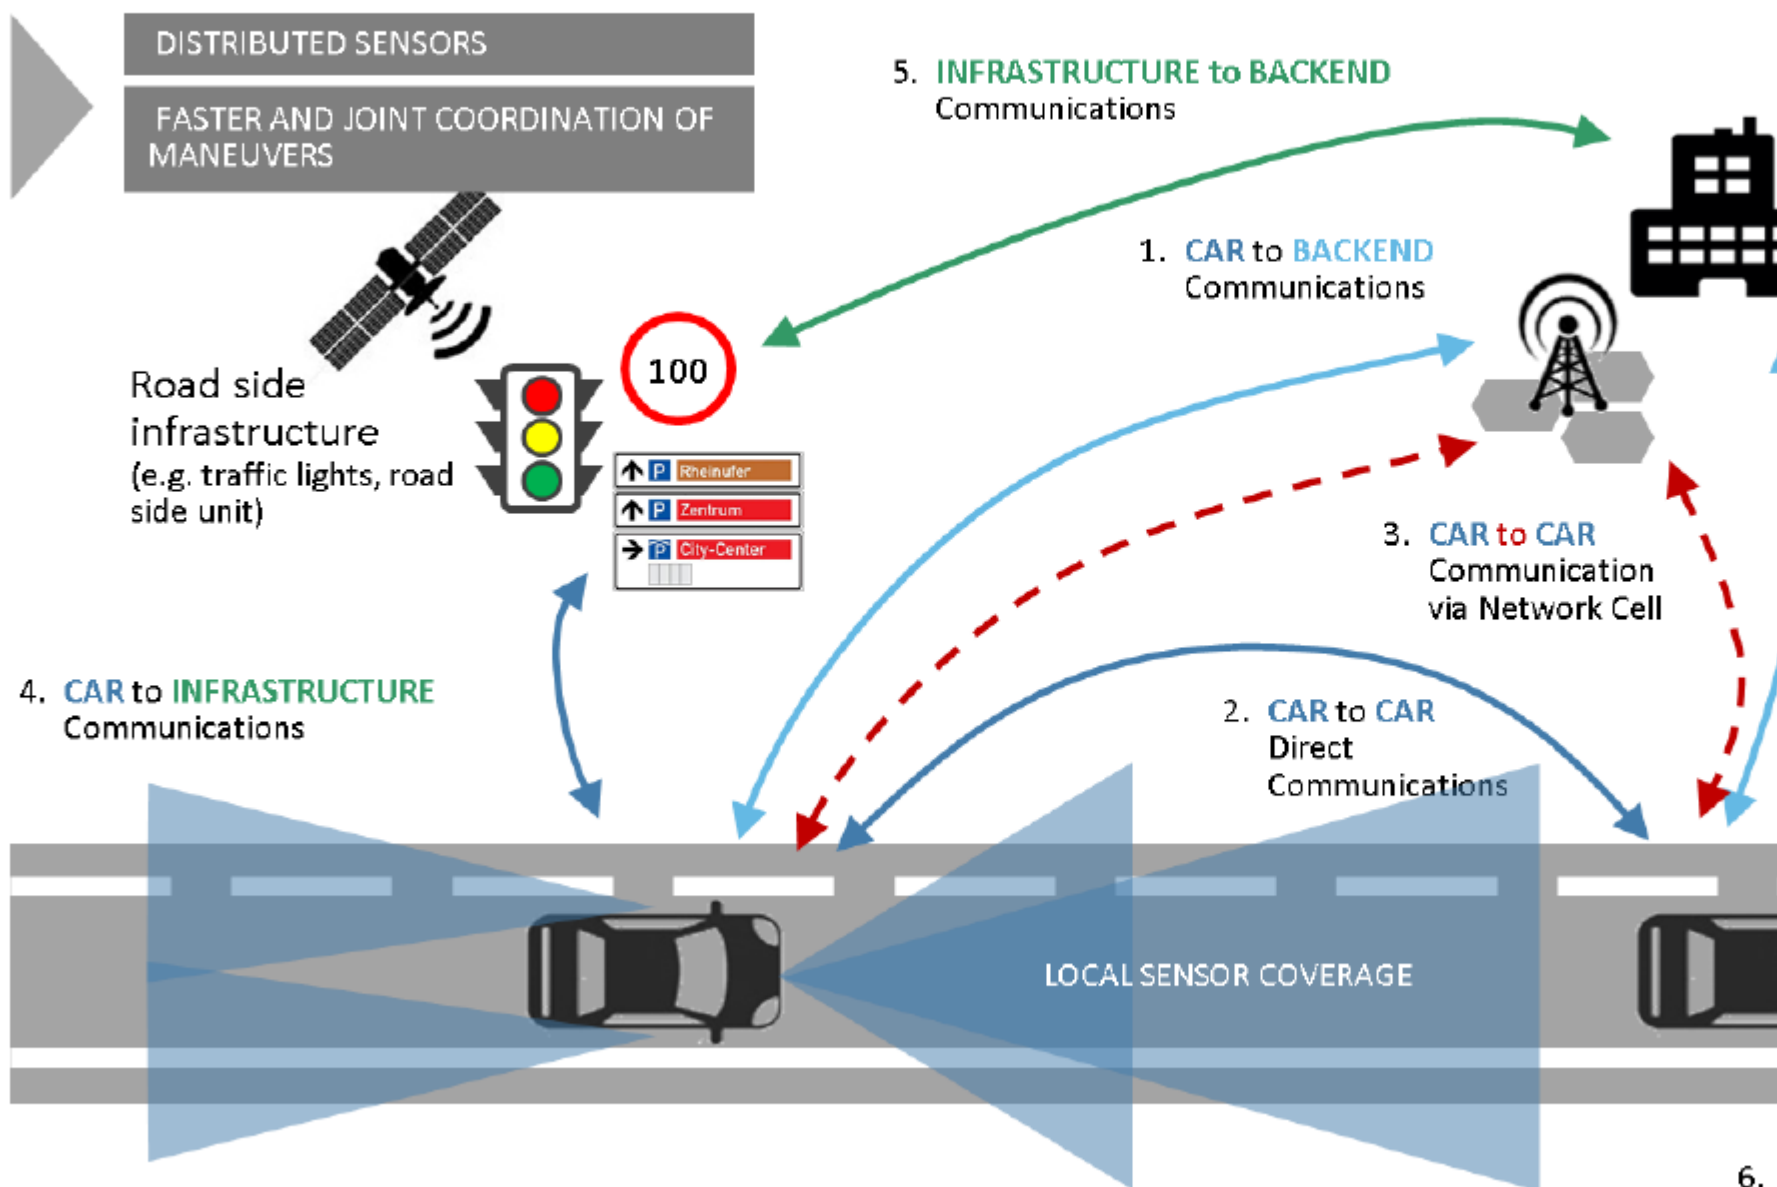 DISTRIBUTED SENSORS
FASTER AND JOINT COORDINATION OF
MANEUVERS
5. INFRASTRUCTURE to BACKEND
Communications
1. CAR to BACKEND
Communications
100
Road side
infrastructure
(e.g. traffic lights, road
side unit)
P Rheinufer
P Zentrum
P City-Center
3. CAR to CAR
Communication
via Network Cell
4. CAR to INFRASTRUCTURE
Communications
2. CAR to CAR
Direct
Communications
LOCAL SENSOR COVERAGE
6.